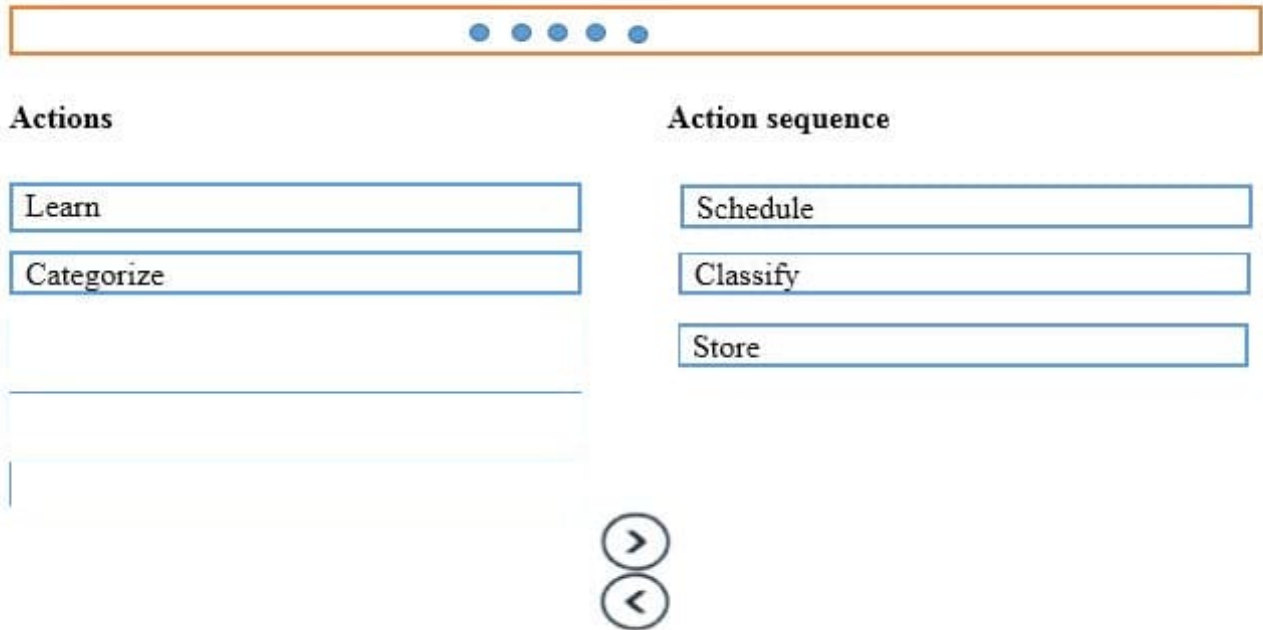 Actions
Action sequence
Learn
Schedule
Categorize
Classify
Store